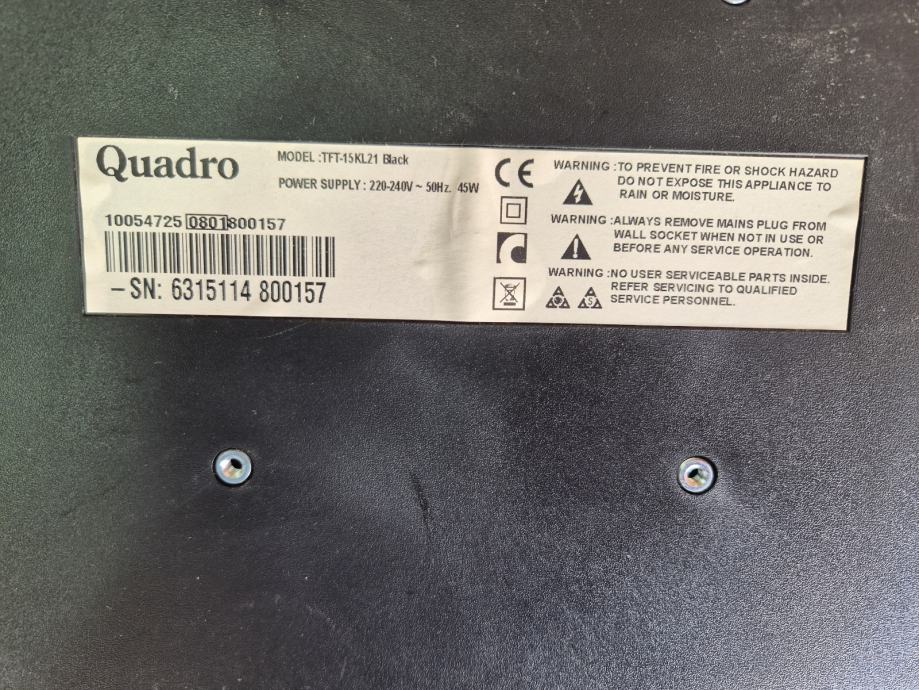 Quadro
MODEL :TFT-15KL21 Black
POWER SUPPLY : 220-240V ~ 50Hz. 45W
10054725 0801800157
–SN: 6315114 800157
CE
WARNING :TO PREVENT FIRE OR SHOCK HAZARD
DO NOT EXPOSE THIS APPLIANCE TO
RAIN OR MOISTURE.
WARNING :ALWAYS REMOVE MAINS PLUG FROM
WALL SOCKET WHEN NOT IN USE OR
BEFORE ANY SERVICE OPERATION.
WARNING :NO USER SERVICEABLE PARTS INSIDE.
REFER SERVICING TO QUALIFIED
SERVICE PERSONNEL.